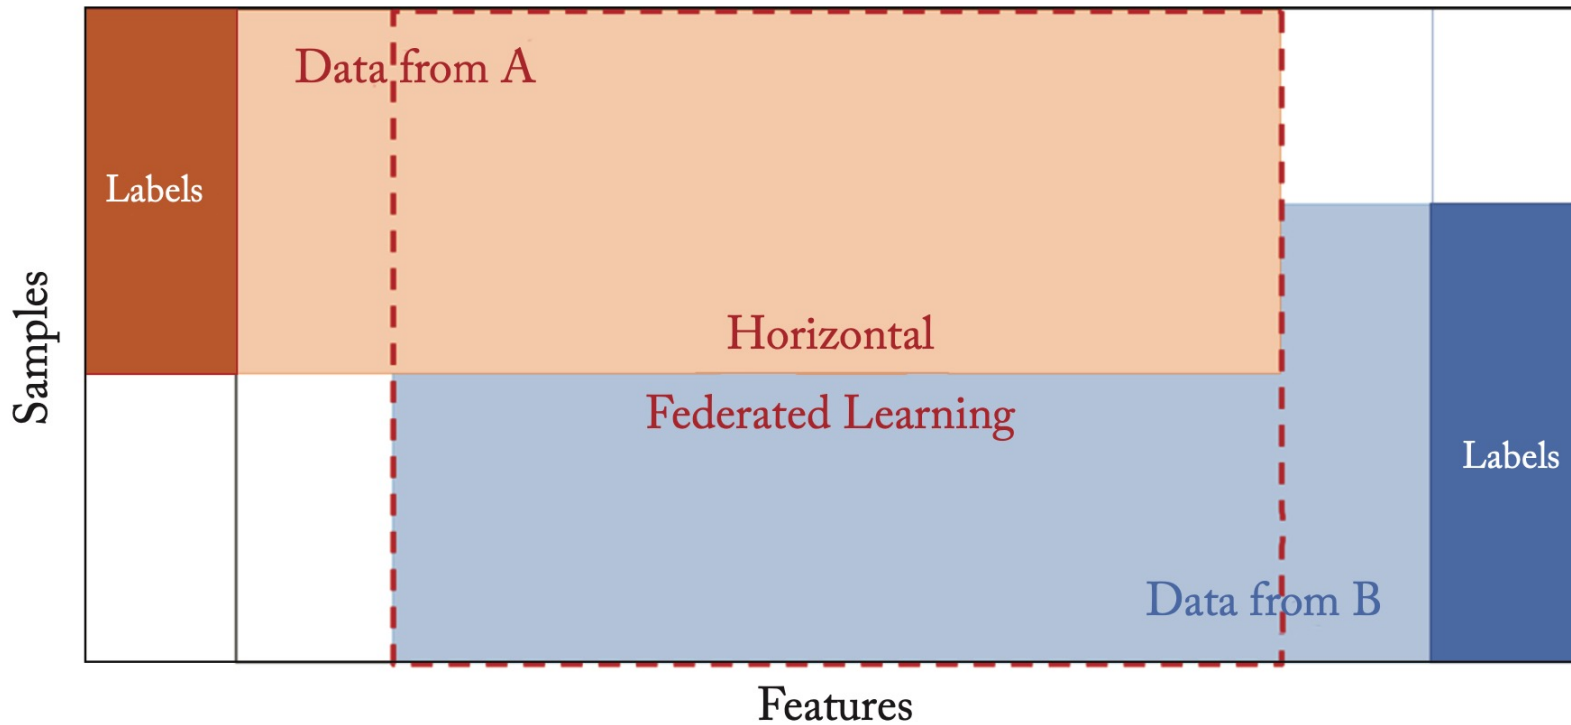 Data from A
Labels
Horizontal
Federated Learning
Samples
Labels
Data from B
Features